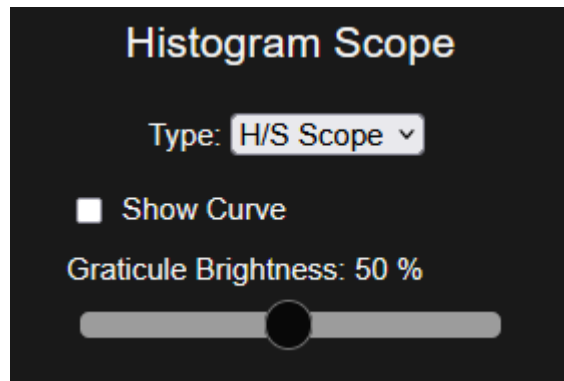 Histogram Scope
Type: H/S Scope
Show Curve
Graticule Brightness: 50 %